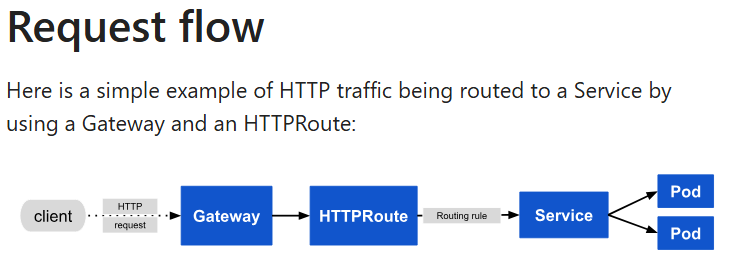 Request flow
Here is a simple example of HTTP traffic being routed to a Service by
using a Gateway and an HTTPRoute:
client
HTTP
request
Gateway
HTTPRoute
Routing rule
Service
Pod
Pod